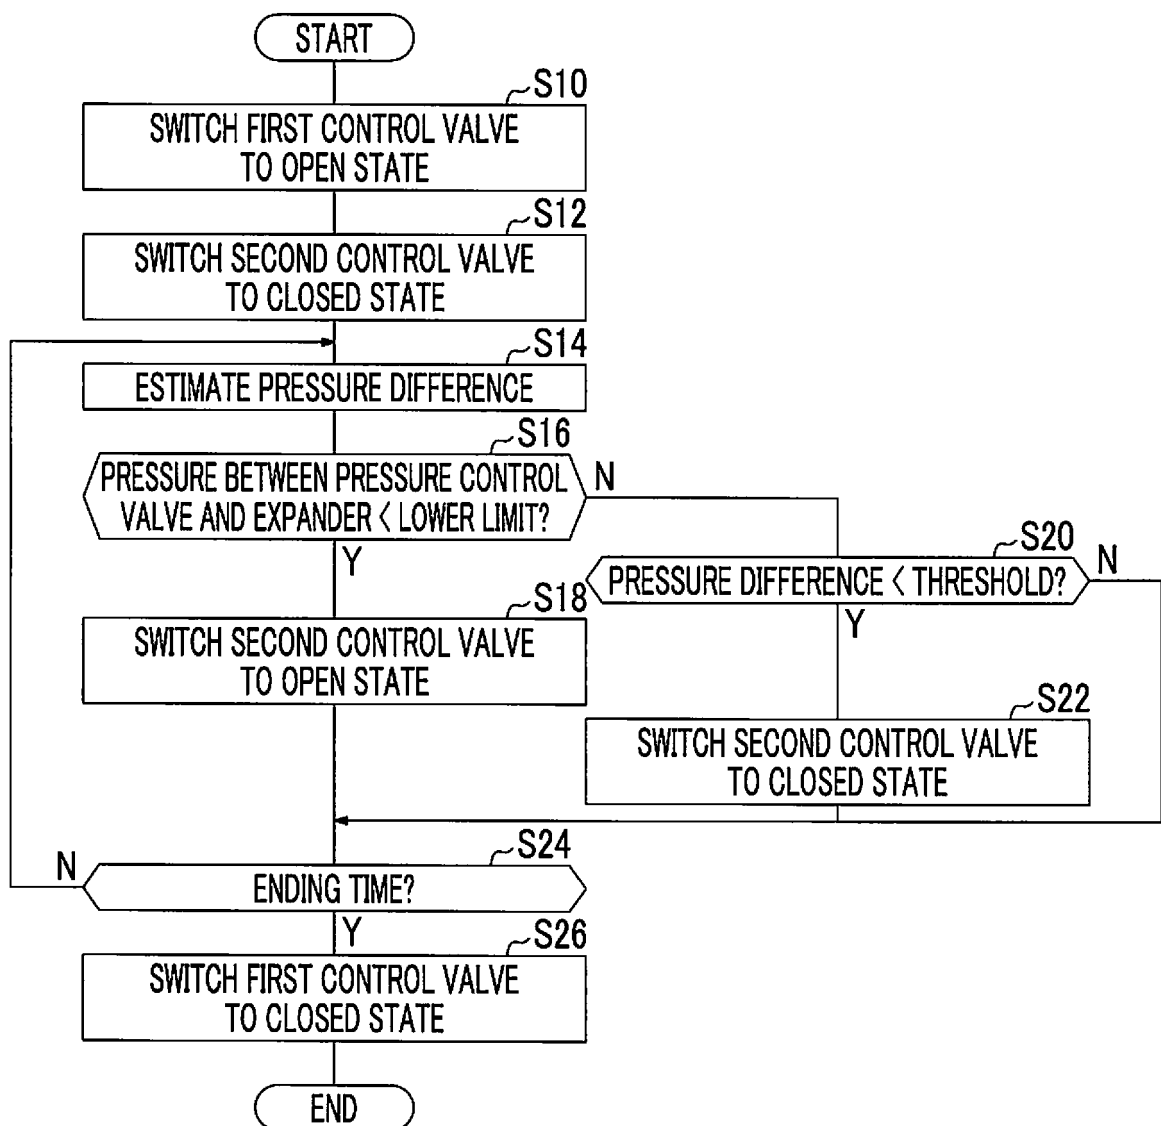 START
S10
SWITCH FIRST CONTROL VALVE
TO OPEN STATE
S12
SWITCH SECOND CONTROL VALVE
TO CLOSED STATE
S14
ESTIMATE PRESSURE DIFFERENCE
S16
PRESSURE BETWEEN PRESSURE CONTROL
VALVE AND EXPANDER < LOWER LIMIT?
N
Y
S20
PRESSURE DIFFERENCE < THRESHOLD?
N
Y
S18
SWITCH SECOND CONTROL VALVE
TO OPEN STATE
S22
SWITCH SECOND CONTROL VALVE
TO CLOSED STATE
S24
ENDING TIME?
N
Y
S26
SWITCH FIRST CONTROL VALVE
TO CLOSED STATE
END